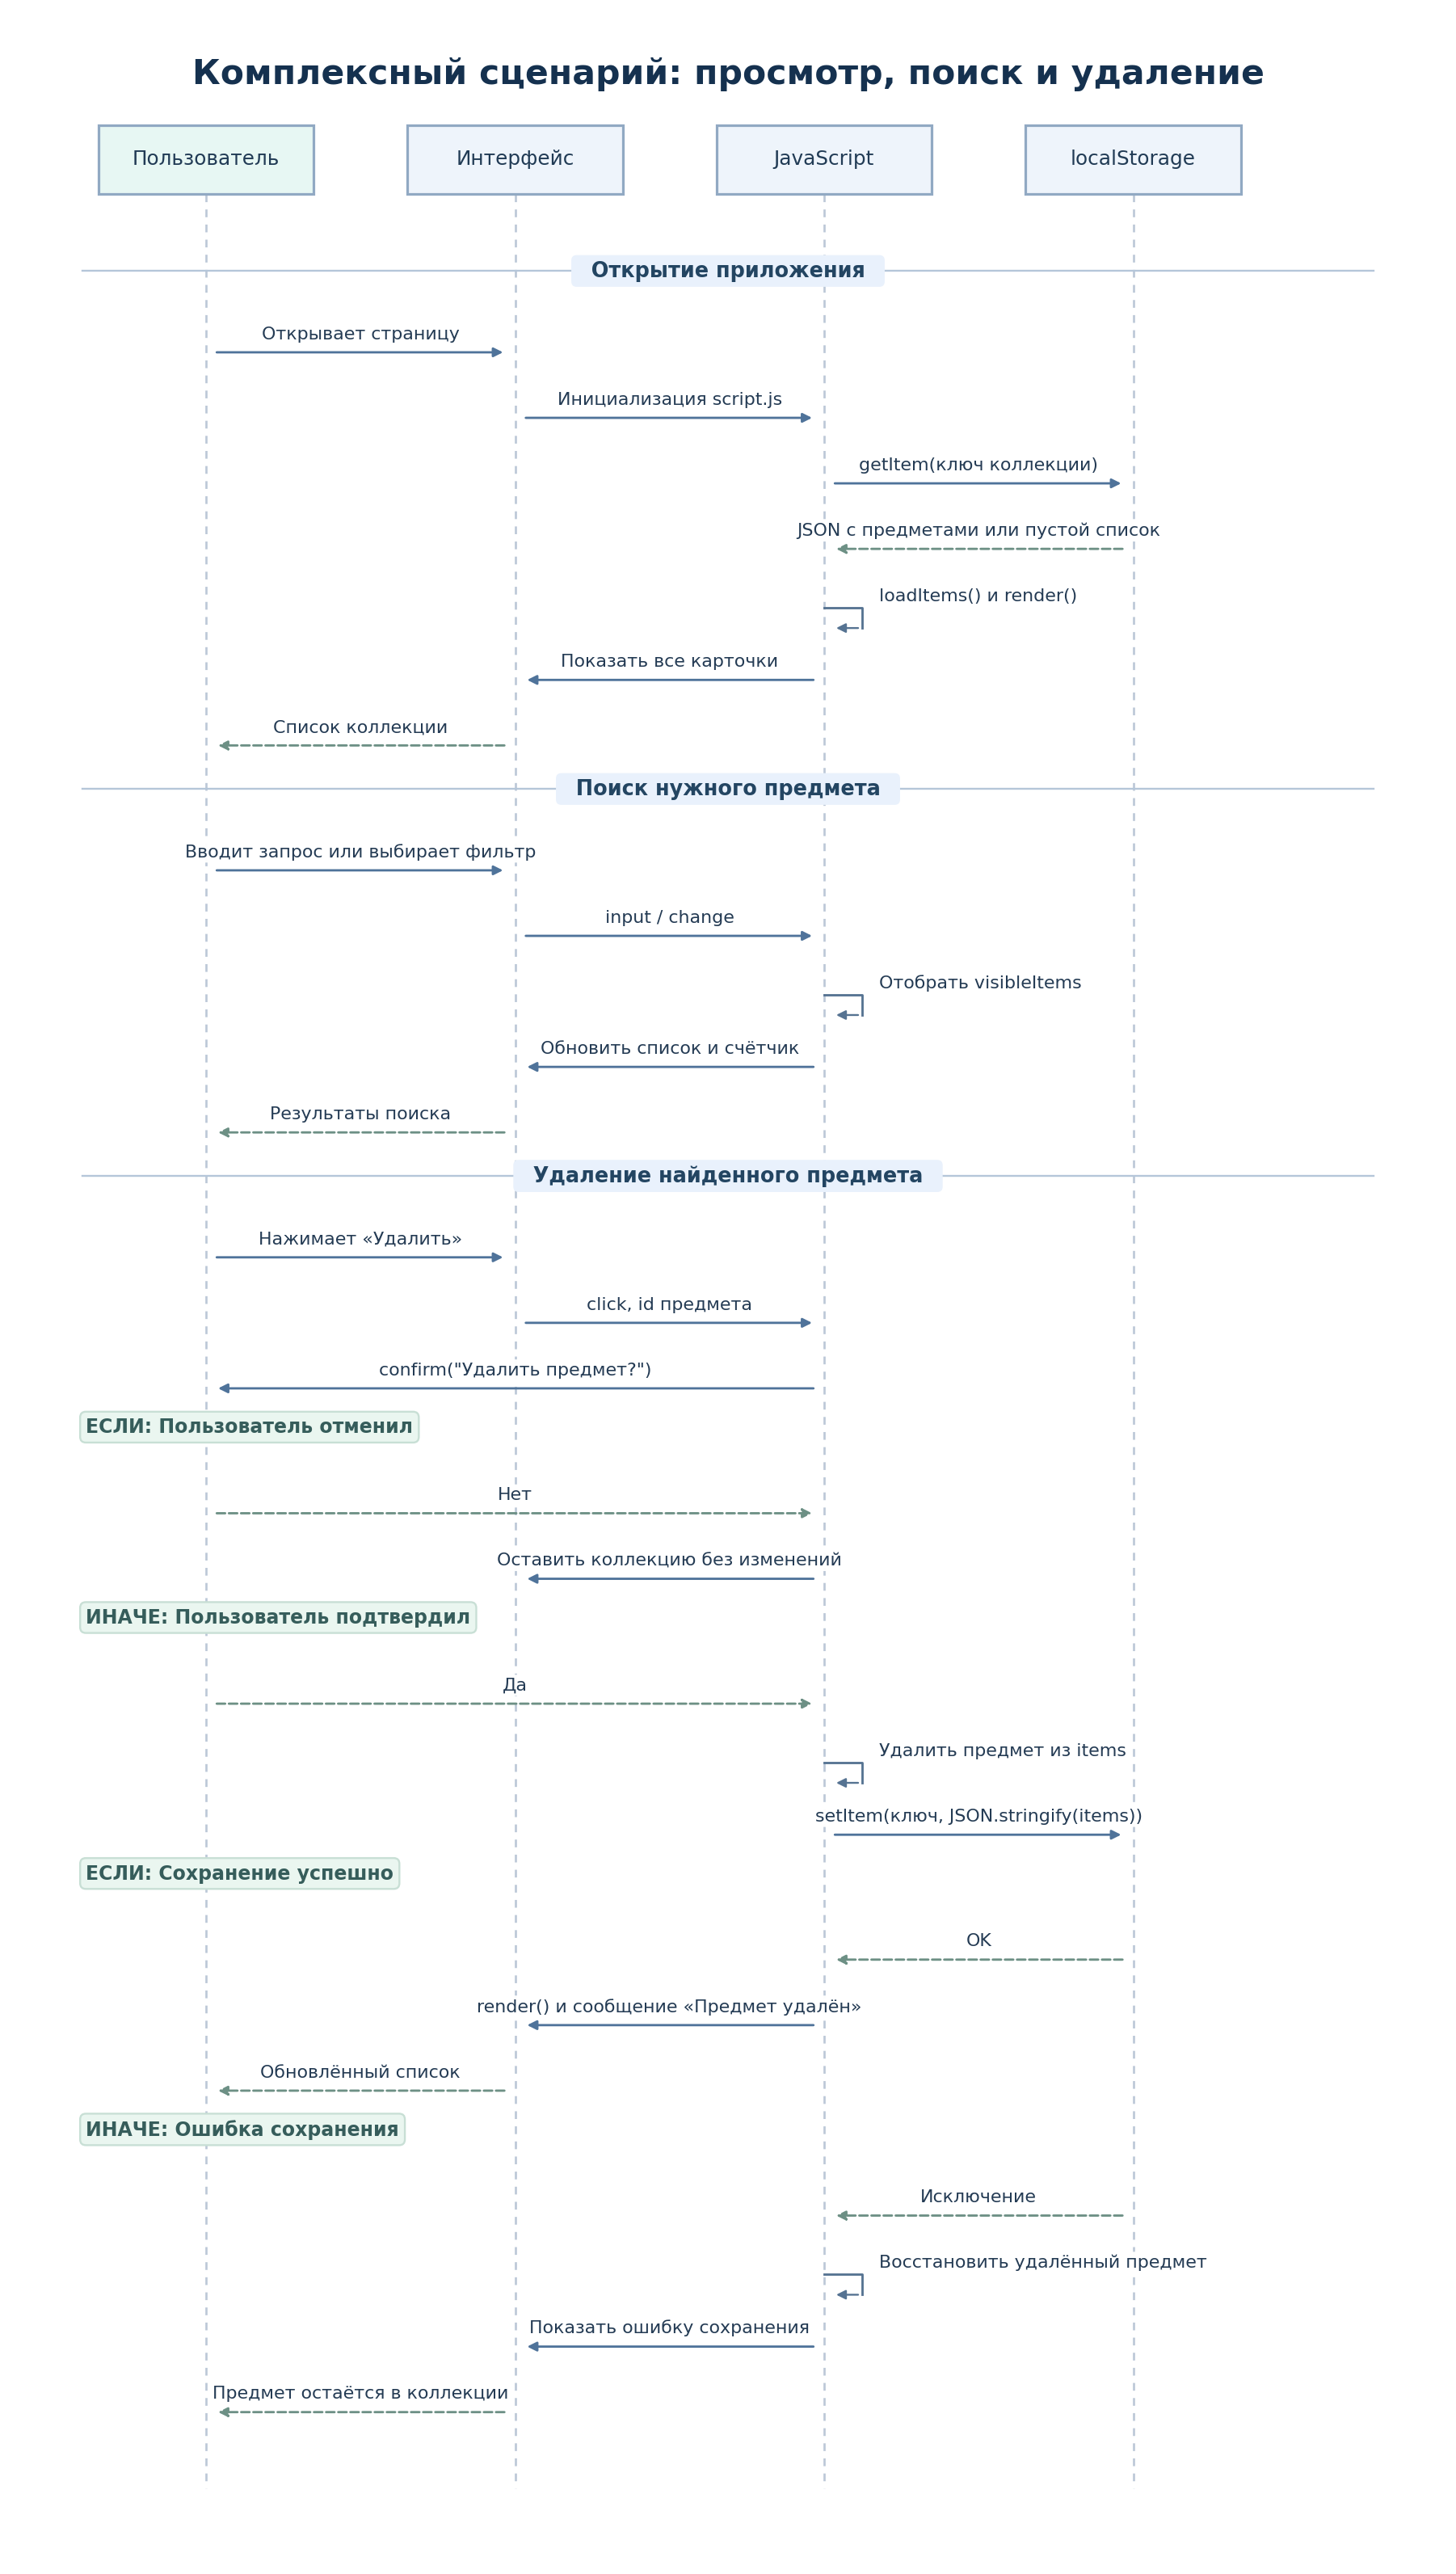 Комплексный сценарий: просмотр, поиск и удаление
Пользователь
Интерфейс
JavaScript
localStorage
Открытие приложения
Открывает страницу
Инициализация script.js
getItem(ключ коллекции)
JSON с предметами или пустой список
loadItems() и render()
Показать все карточки
Список коллекции
Поиск нужного предмета
Вводит запрос или выбирает фильтр
input / change
Отобрать visibleItems
Обновить список и счётчик
Результаты поиска
Удаление найденного предмета
Нажимает «Удалить»
click, id предмета
confirm("Удалить предмет?")
ЕСЛИ: Пользователь отменил
Нет
Оставить коллекцию без изменений
ИНАЧЕ: Пользователь подтвердил
Да
Удалить предмет из items
setItem(ключ, JSON.stringify(items))
ЕСЛИ: Сохранение успешно
OK
render() и сообщение «Предмет удалён»
Обновлённый список
ИНАЧЕ: Ошибка сохранения
Исключение
Восстановить удалённый предмет
Показать ошибку сохранения
Предмет остаётся в коллекции